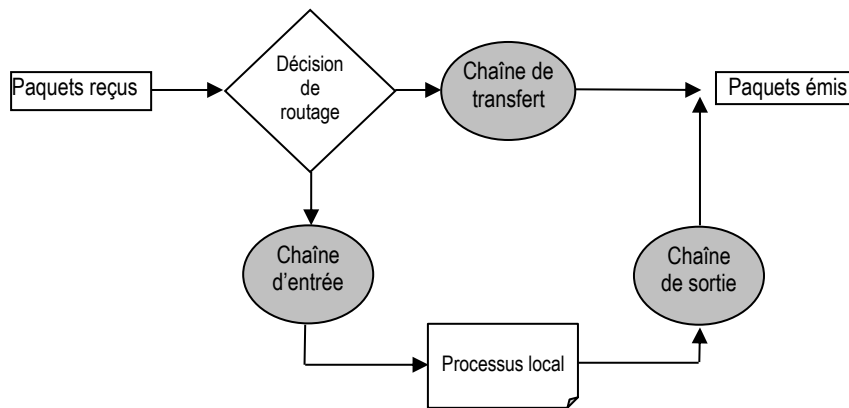 Paquets reçus
Décision
de
routage
Chaîne de
transfert
Paquets émis
Chaîne
d'entrée
Chaîne
de sortie
Processus local